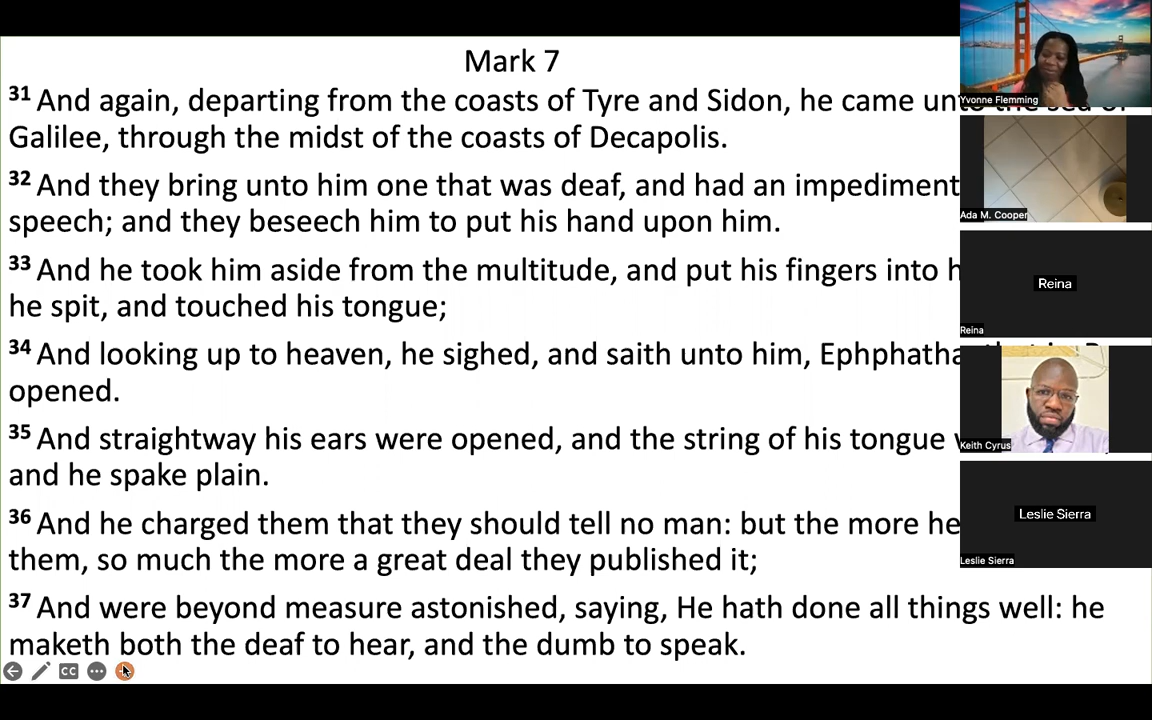 Mark 7
31 And again, departing from the coasts of Tyre and Sidon, he came unto the sea of
Galilee, through the midst of the coasts of Decapolis.
32 And they bring unto him one that was deaf, and had an impediment
speech; and they beseech him to put his hand upon him.
33 And he took him aside from the multitude, and put his fingers into
he spit, and touched his tongue;
34 And looking up to heaven, he sighed, and saith unto him, Ephphatha
opened.
35 And straightway his ears were opened, and the string of his tongue
and he spake plain.
36 And he charged them that they should tell no man: but the more he
them, so much the more a great deal they published it;
37 And were beyond measure astonished, saying, He hath done all things well: he
maketh both the deaf to hear, and the dumb to speak.
CC
Yvonne Flemming
Ada M. Cooper
Reina
Reina
Keith Cyrus
Leslie Sierra
Leslie Sierra